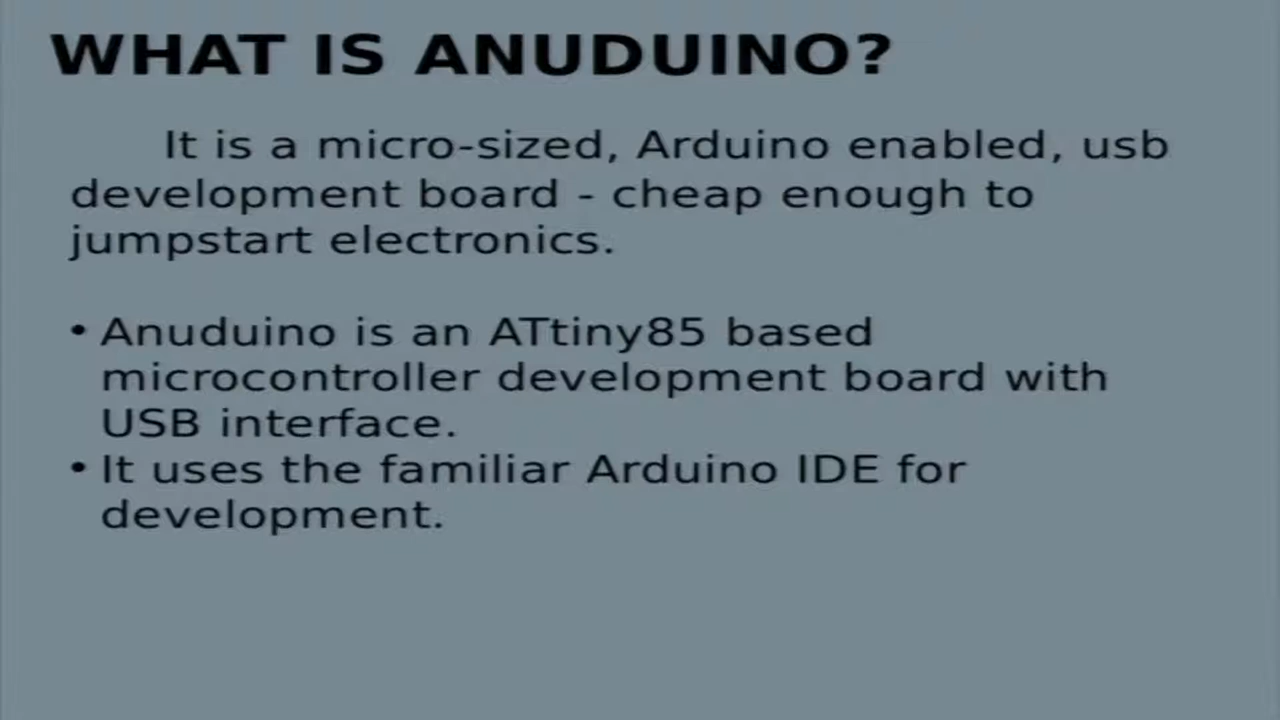 WHAT IS ANUDUINO?
It is a micro-sized, Arduino enabled, usb
development board - cheap enough to
jumpstart electronics.
• Anuduino is an ATtiny85 based
microcontroller development board with
USB interface.
• It uses the familiar Arduino IDE for
development.